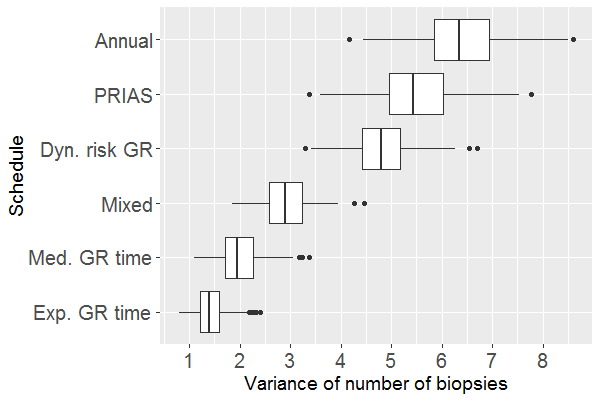 Schedule
Annual
PRIAS
Dyn. risk GR
Mixed
Med. GR time
Exp. GR time
1 2 3 4 5 6 7 8
Variance of number of biopsies